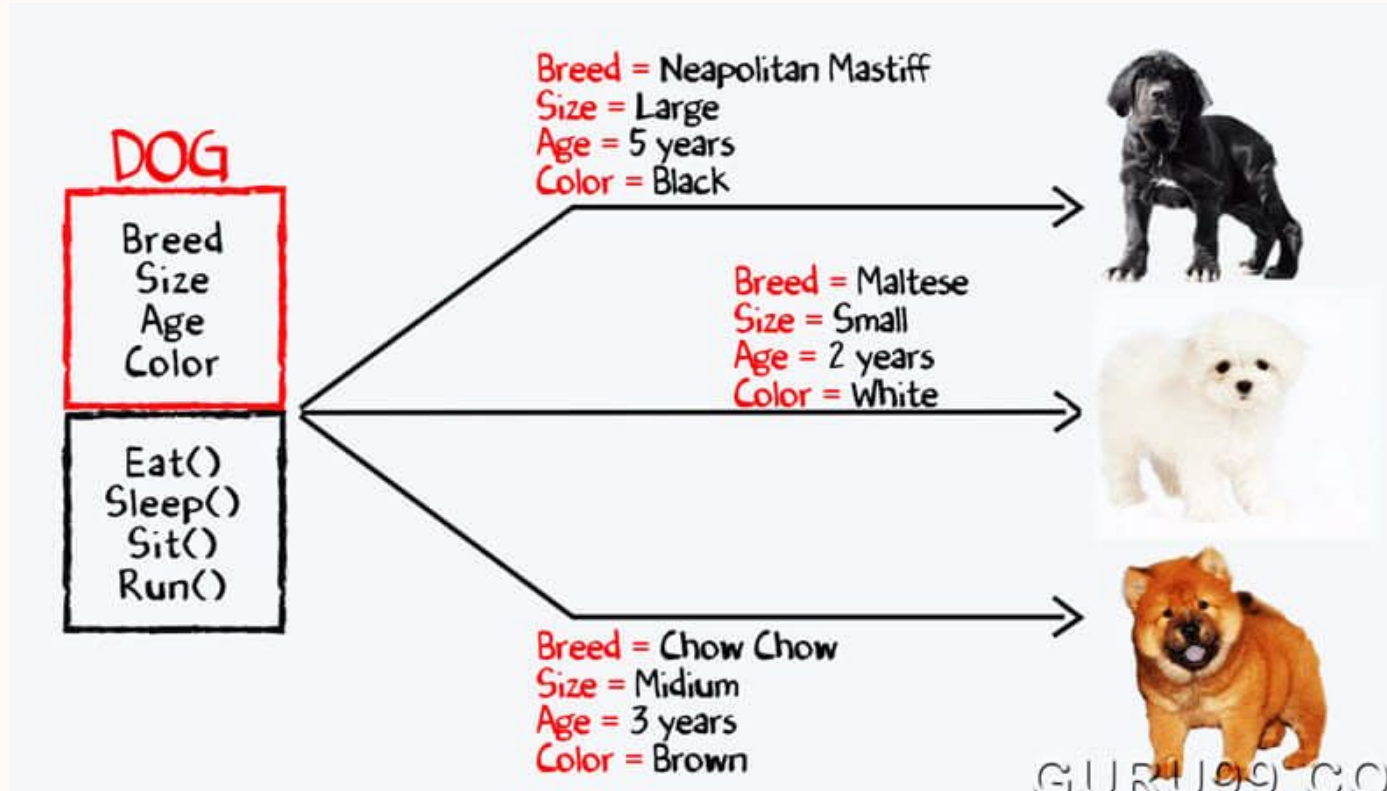 DOG
Breed
Size
Age
Color
Eat()
Sleep()
Sit()
Run()
Breed = Neapolitan Mastiff
Size = Large
Age = 5 years
Color = Black
Breed = Maltese
Size = Small
Age = 2 years
Color = White
Breed = Chow Chow
Size = Midium
Age = 3 years
Color = Brown
GURU99.CO